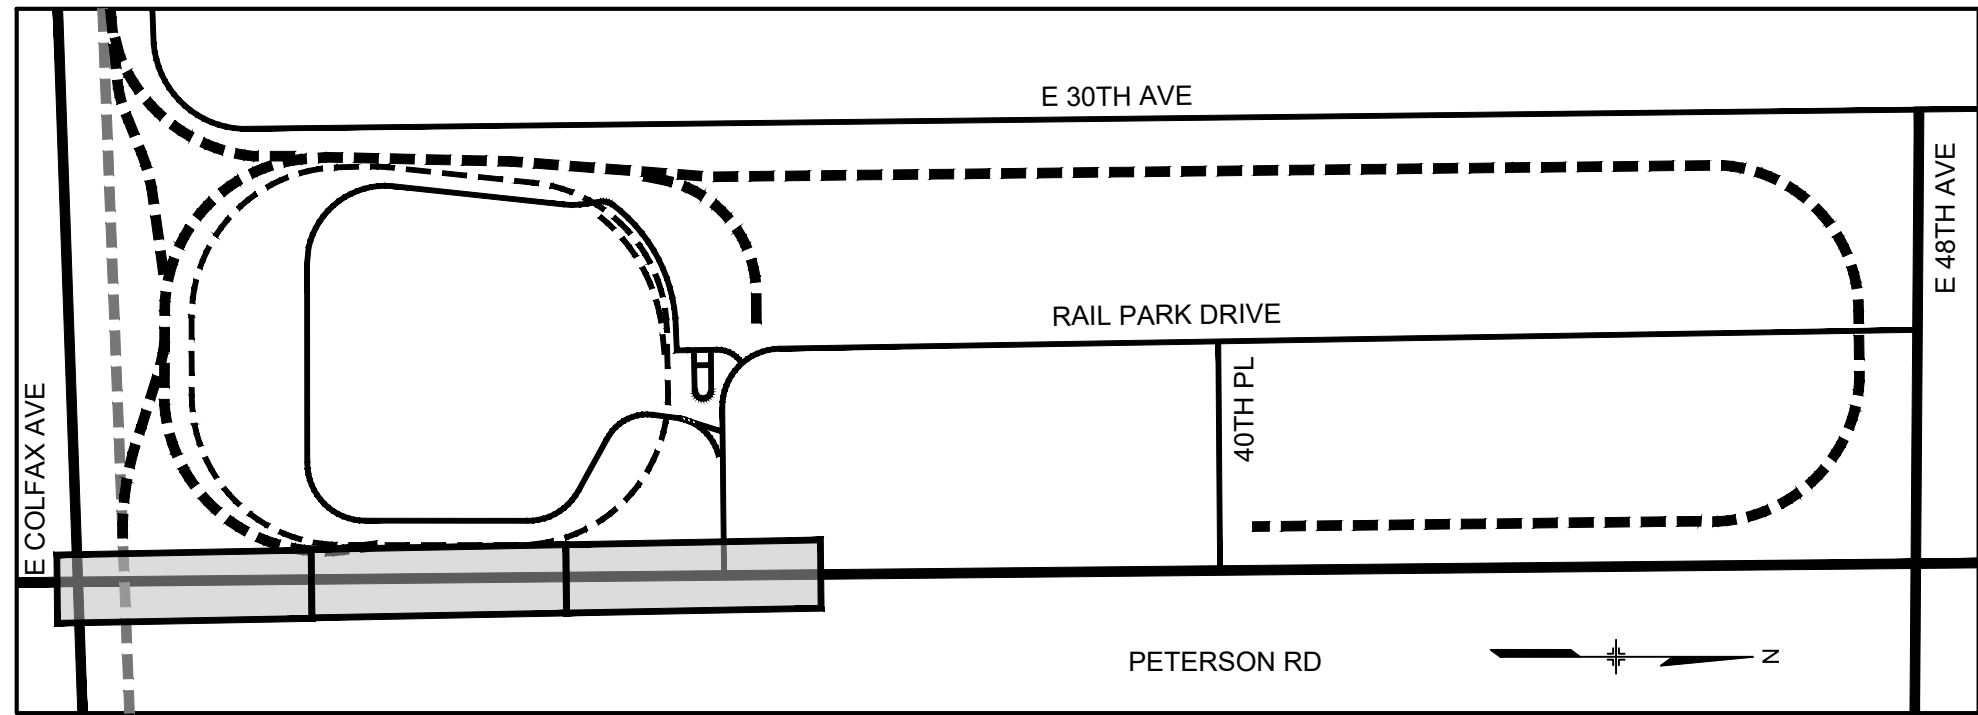 E 30TH AVE
E 48TH AVE
RAIL PARK DRIVE
40TH PL
E COLFAX AVE
PETERSON RD
N